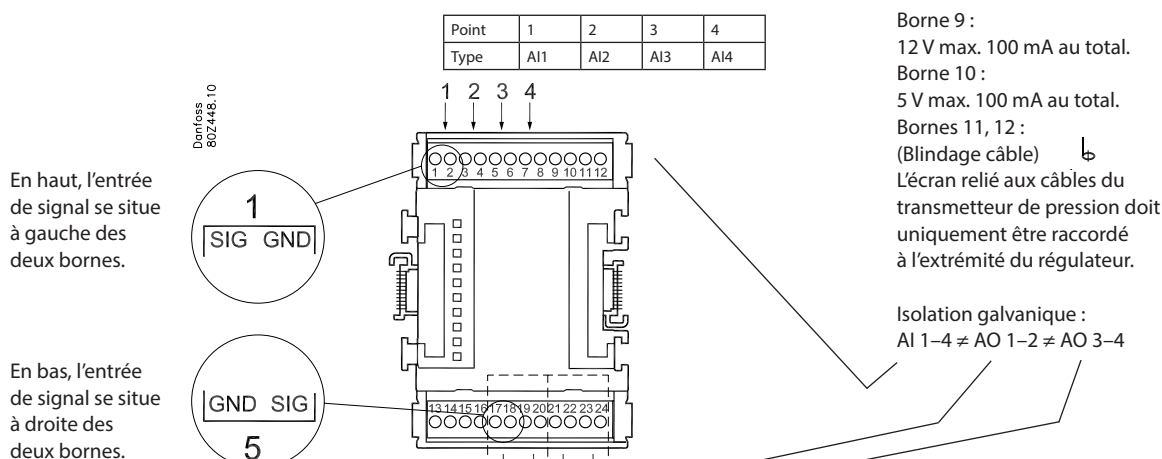 Point 1 2 3 4
Type AI1 AI2 AI3 AI4
1 2 3 4
Danfoss
80Z448.10
1 2 3 4 5 6 7 8 9 10 11 12
En haut, l'entrée
de signal se situe
à gauche des
deux bornes.
1
SIG GND
En bas, l'entrée
de signal se situe
à droite des
deux bornes.
GND SIG
5
13 14 15 16 17 18 19 20 21 22 23 24
Borne 9 :
12 V max. 100 mA au total.
Borne 10 :
5 V max. 100 mA au total.
Bornes 11, 12 :
(Blindage câble)
L'écran relié aux câbles du
transmetteur de pression doit
uniquement être raccordé
à l'extrémité du régulateur.
Isolation galvanique :
AI 1–4 ≠ AO 1–2 ≠ AO 3–4